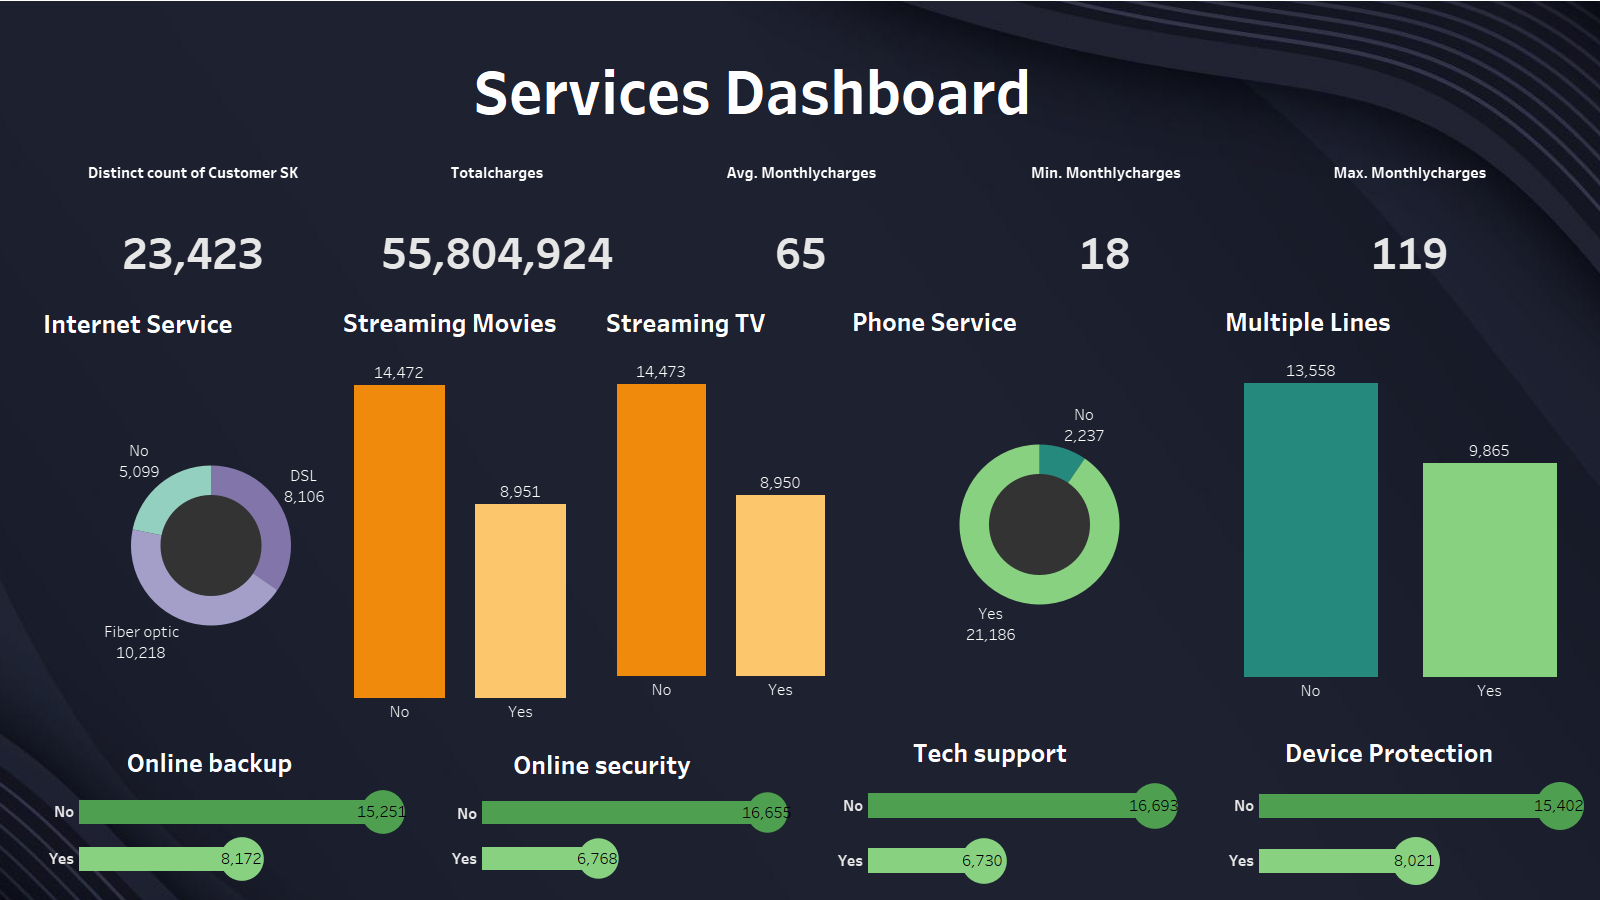 Services Dashboard
Distinct count of Customer SK
Totalcharges
Avg. Monthlycharges
Min. Monthlycharges
Max. Monthlycharges
23,423
55,804,924
65
18
119
Internet Service
No
5,099
DSL
8,106
Fiber optic
10,218
Streaming Movies
14,472
8,951
No
Yes
Streaming TV
14,473
8,950
No
Yes
Phone Service
No
2,237
Yes
21,186
Multiple Lines
13,558
9,865
No
Yes
Online backup
No
15,251
Yes
8,172
Online security
No
16,655
Yes
6,768
Tech support
No
16,693
Yes
6,730
Device Protection
No
15,402
Yes
8,021